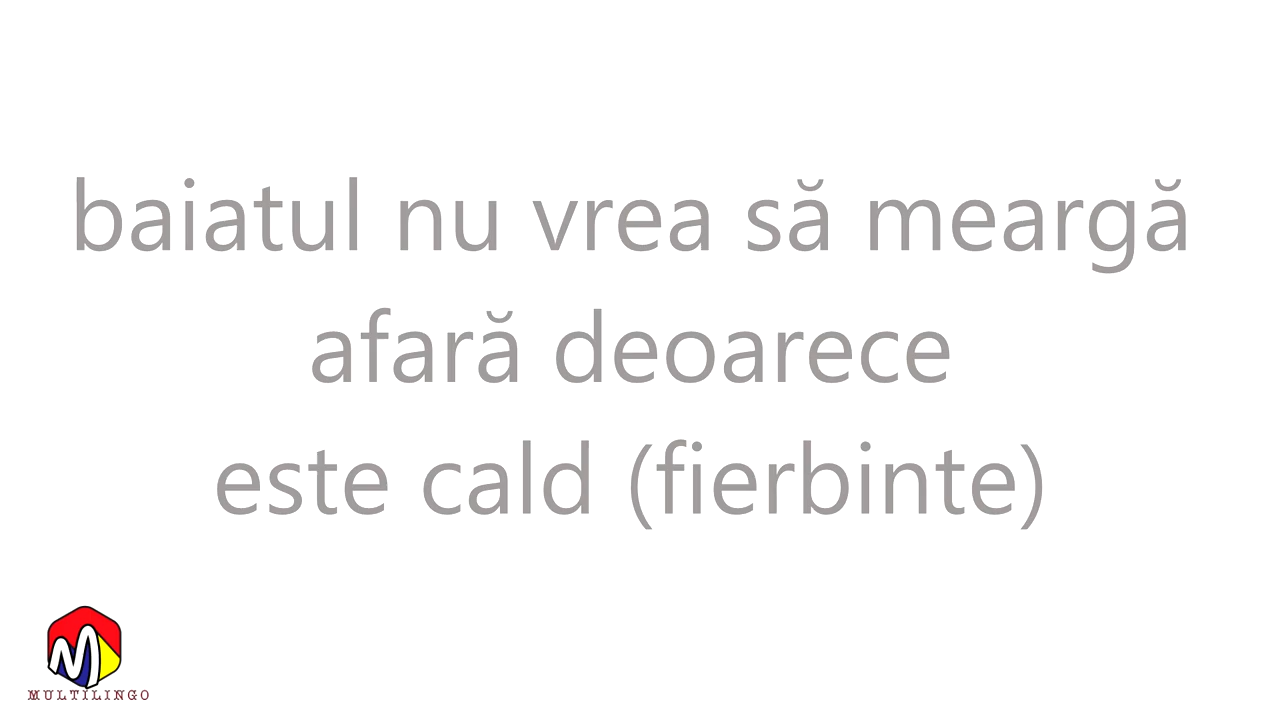 baiatul nu vrea să meargă
afară deoarece
este cald (fierbinte)
MULTILINGO